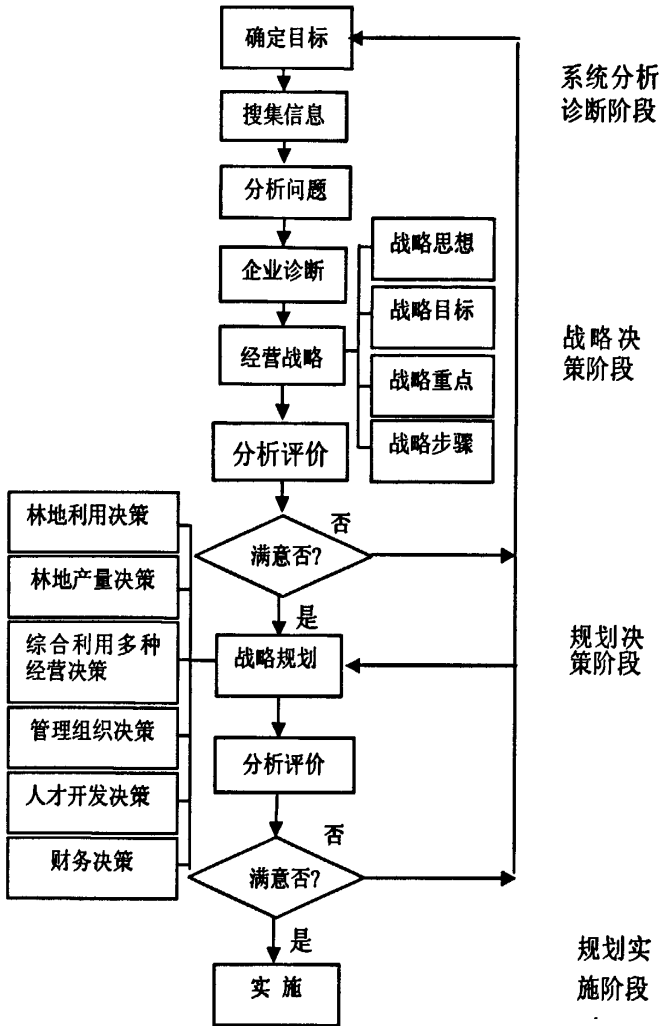 确定目标
系统分析
诊断阶段
搜集信息
分析问题
企业诊断
战略思想
战略目标
经营战略
战略决
策阶段
战略重点
战略步骤
分析评价
林地利用决策
否
满意否?
林地产量决策
是
综合利用多种
经营决策
战略规划
规划决
策阶段
管理组织决策
分析评价
人才开发决策
否
财务决策
满意否?
是
规划实
施阶段
实 施